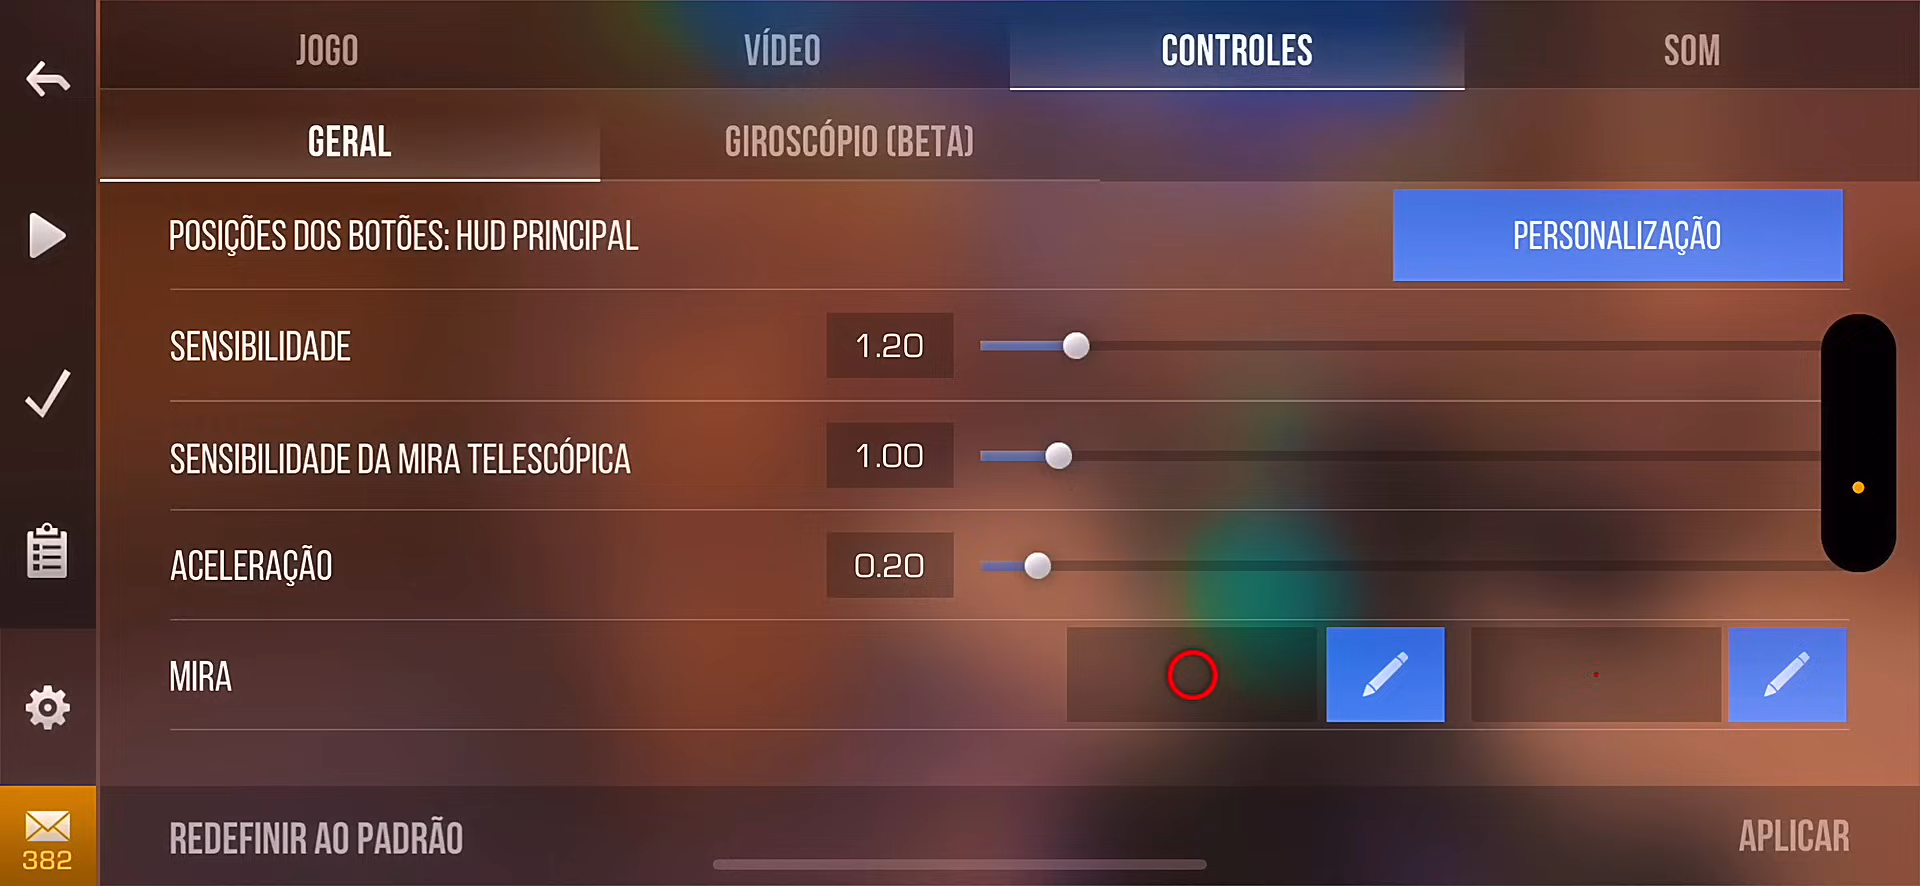 JOGO
VÍDEO
CONTROLES
SOM
GERAL
GIROSCÓPIO (BETA)
POSIÇÕES DOS BOTÕES: HUD PRINCIPAL
PERSONALIZAÇÃO
SENSIBILIDADE
1.20
SENSIBILIDADE DA MIRA TELESCÓPICA
1.00
ACELERAÇÃO
0.20
MIRA
382
REDEFINIR AO PADRÃO
APLICAR